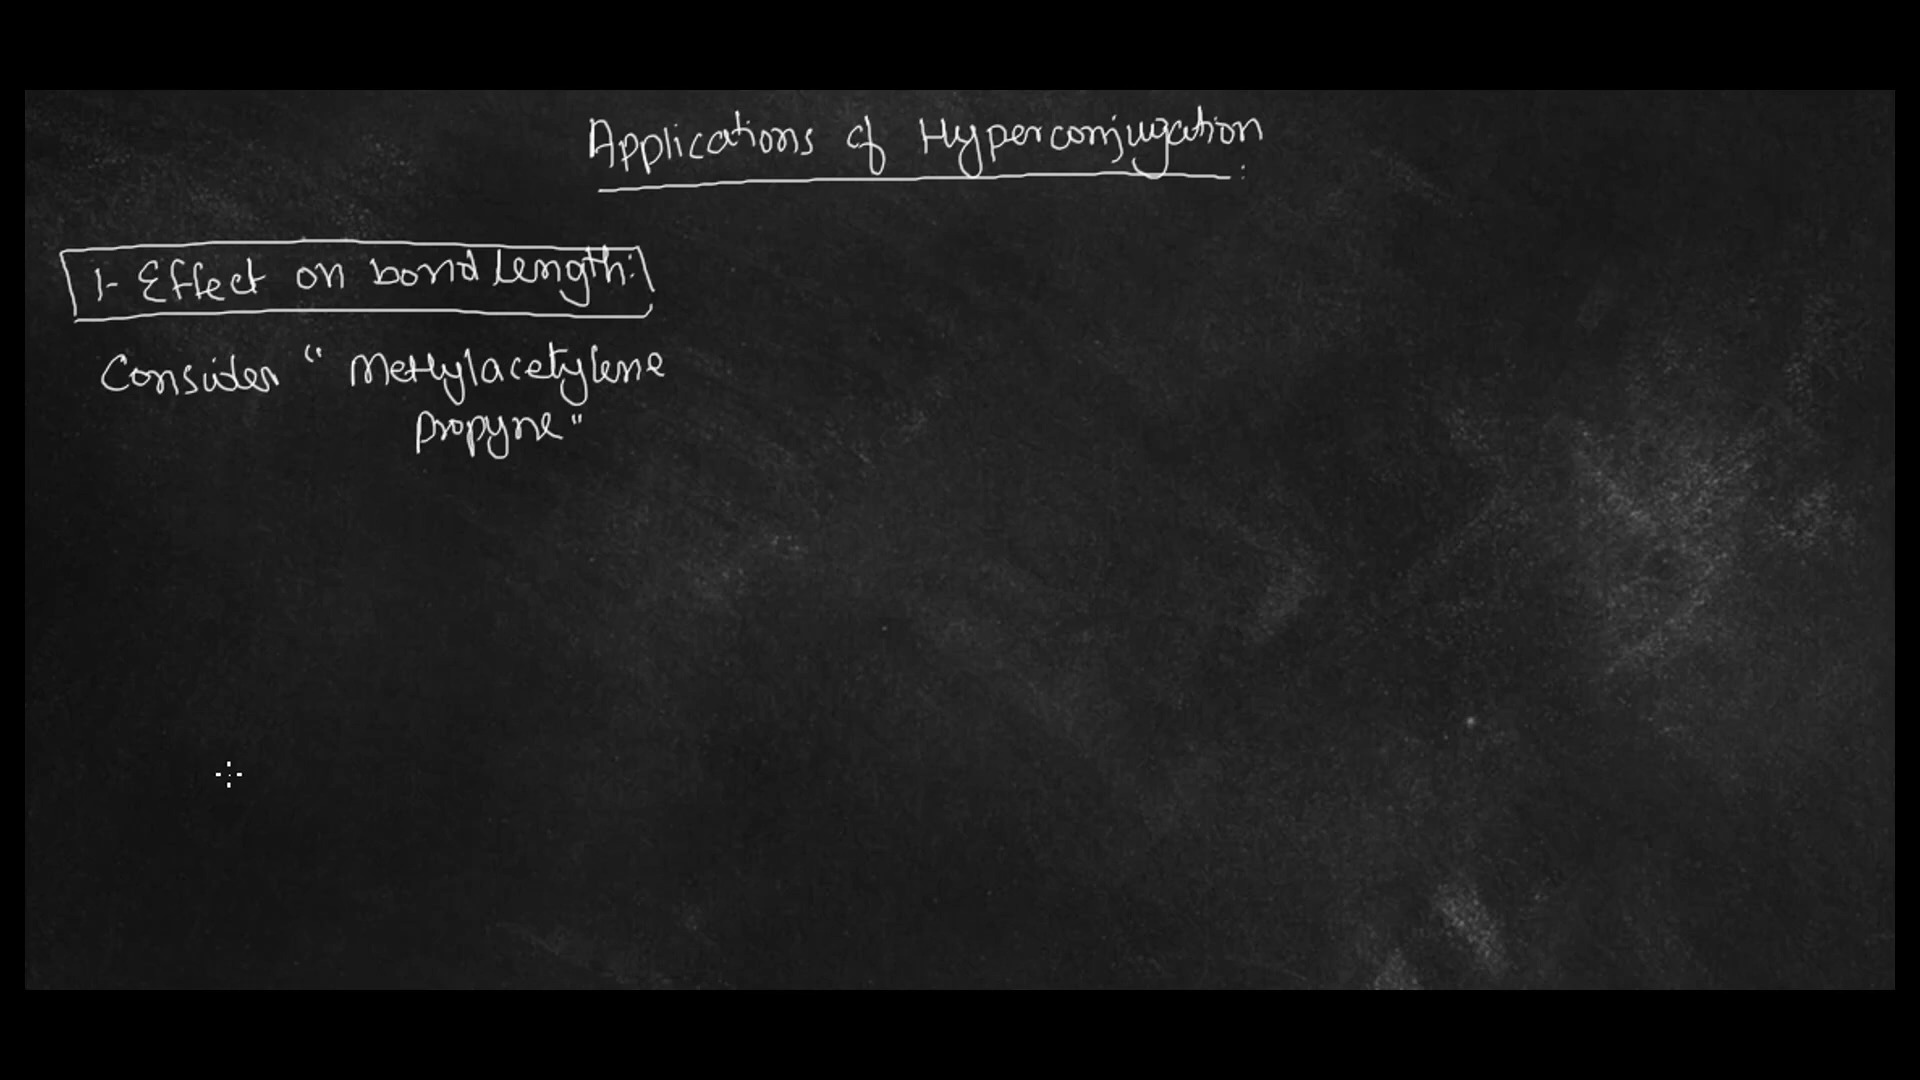 Applications of Hyperconjugation:
1- Effect on bond Length:
Consider " Methylacetylene
propyne"